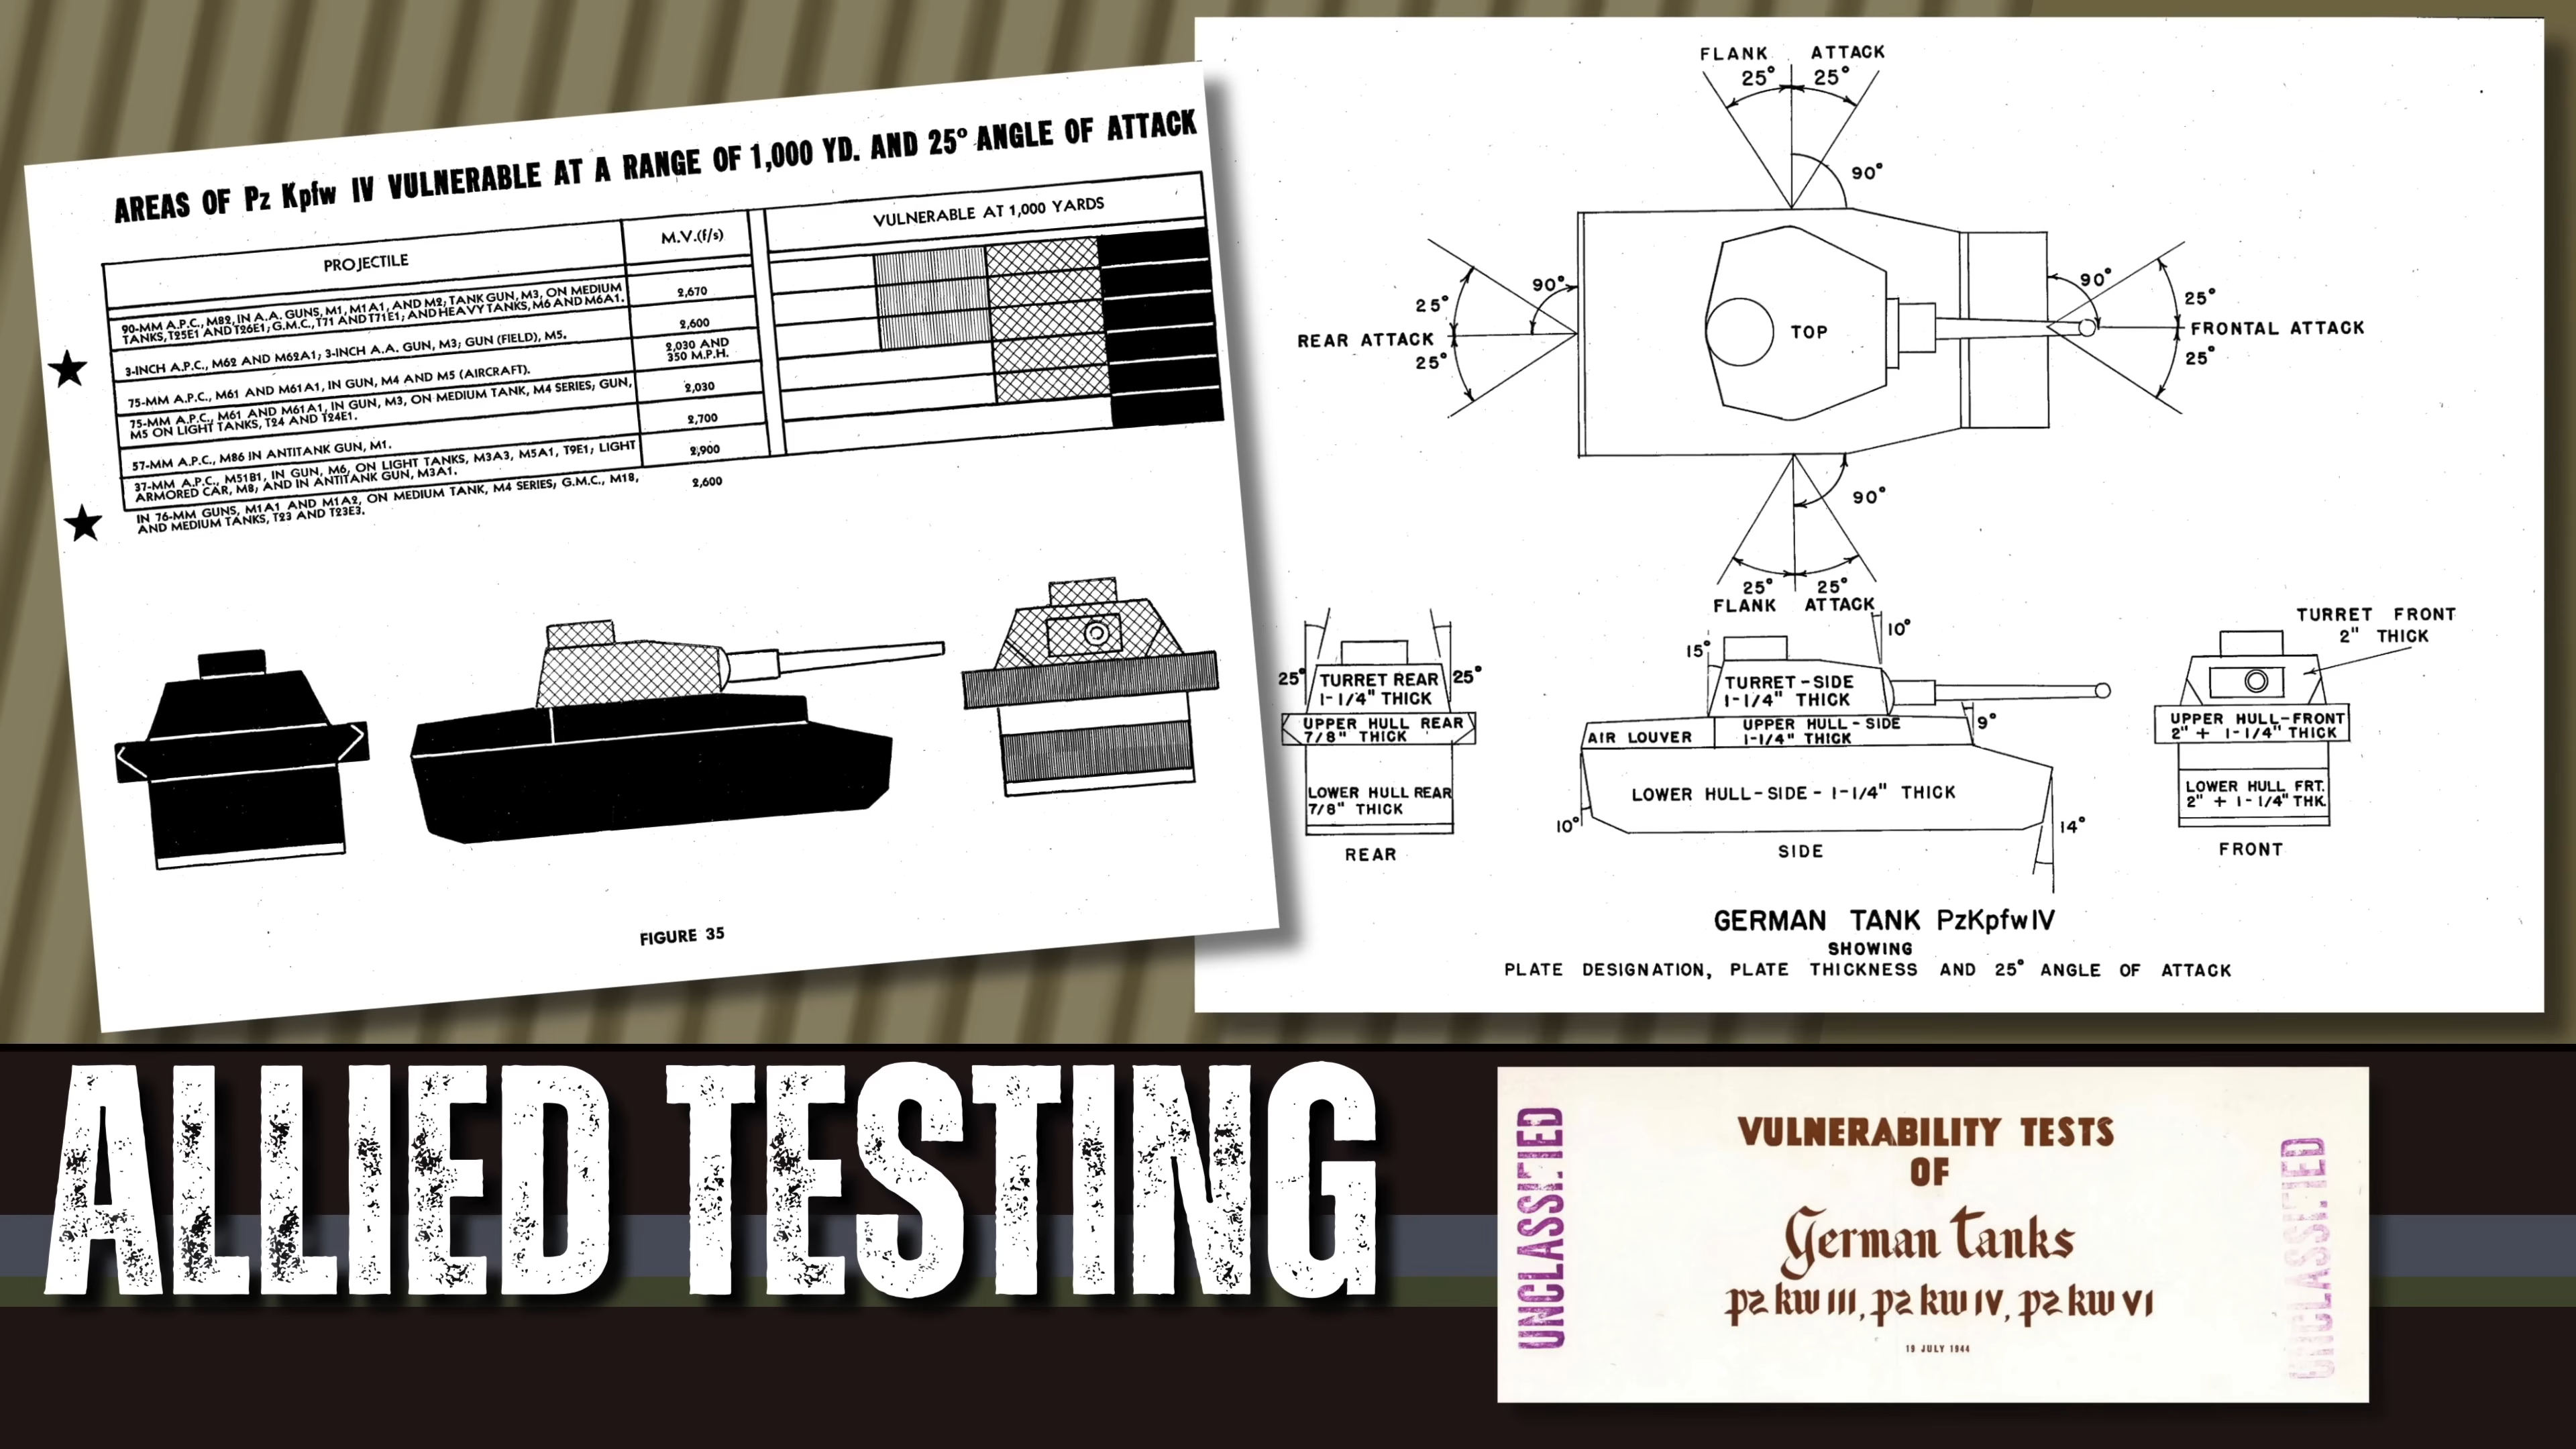 AREAS OF Pz Kpfw IV VULNERABLE AT A RANGE OF 1,000 YD. AND 25° ANGLE OF ATTACK
PROJECTILE
M.V.(f/s)
VULNERABLE AT 1,000 YARDS
90-MM A.P.C., M82, IN A.A. GUNS, M1, M1A1, AND M2; TANK GUN, M3, ON MEDIUM
TANKS, T25E1 AND T26E1; G.M.C., T71 AND T71E1; AND HEAVY TANKS, M6 AND M6A1.
2,670
★ 3-INCH A.P.C., M62 AND M62A1; 3-INCH A.A. GUN, M3; GUN (FIELD), M5.
2,600
75-MM A.P.C., M61 AND M61A1, IN GUN, M4 AND M5 (AIRCRAFT).
2,030 AND
350 M.P.H.
75-MM A.P.C., M61 AND M61A1, IN GUN, M3, ON MEDIUM TANK, M4 SERIES; GUN,
M5 ON LIGHT TANKS, T24 AND T24E1.
2,030
57-MM A.P.C., M86 IN ANTITANK GUN, M1.
2,700
37-MM A.P.C., M51B1, IN GUN, M6, ON LIGHT TANKS, M3A3, M5A1, T9E1; LIGHT
ARMORED CAR, M8; AND IN ANTITANK GUN, M3A1.
2,900
★ IN 76-MM GUNS, M1A1 AND M1A2, ON MEDIUM TANK, M4 SERIES; G.M.C., M18,
AND MEDIUM TANKS, T23 AND T23E3.
2,600
FIGURE 35
FLANK ATTACK
25° 25°
90°
90°
90°
25°
25°
REAR ATTACK
TOP
FRONTAL ATTACK
25°
25°
90°
25° 25°
FLANK ATTACK
25°
25°
TURRET REAR
1-1/4" THICK
UPPER HULL REAR
7/8" THICK
LOWER HULL REAR
7/8" THICK
REAR
15°
10°
TURRET-SIDE
1-1/4" THICK
AIR LOUVER
UPPER HULL-SIDE
1-1/4" THICK
9°
LOWER HULL-SIDE-1-1/4" THICK
10°
14°
SIDE
TURRET FRONT
2" THICK
UPPER HULL-FRONT
2" + 1-1/4" THICK
LOWER HULL FRT.
2" + 1-1/4" THK.
FRONT
GERMAN TANK PzKpfwIV
SHOWING
PLATE DESIGNATION, PLATE THICKNESS AND 25° ANGLE OF ATTACK
ALLIED TESTING
UNCLASSIFIED
VULNERABILITY TESTS
OF
German tanks
pz kw III, pz kw IV, pz kw VI
19 JULY 1944
UNCLASSIFIED